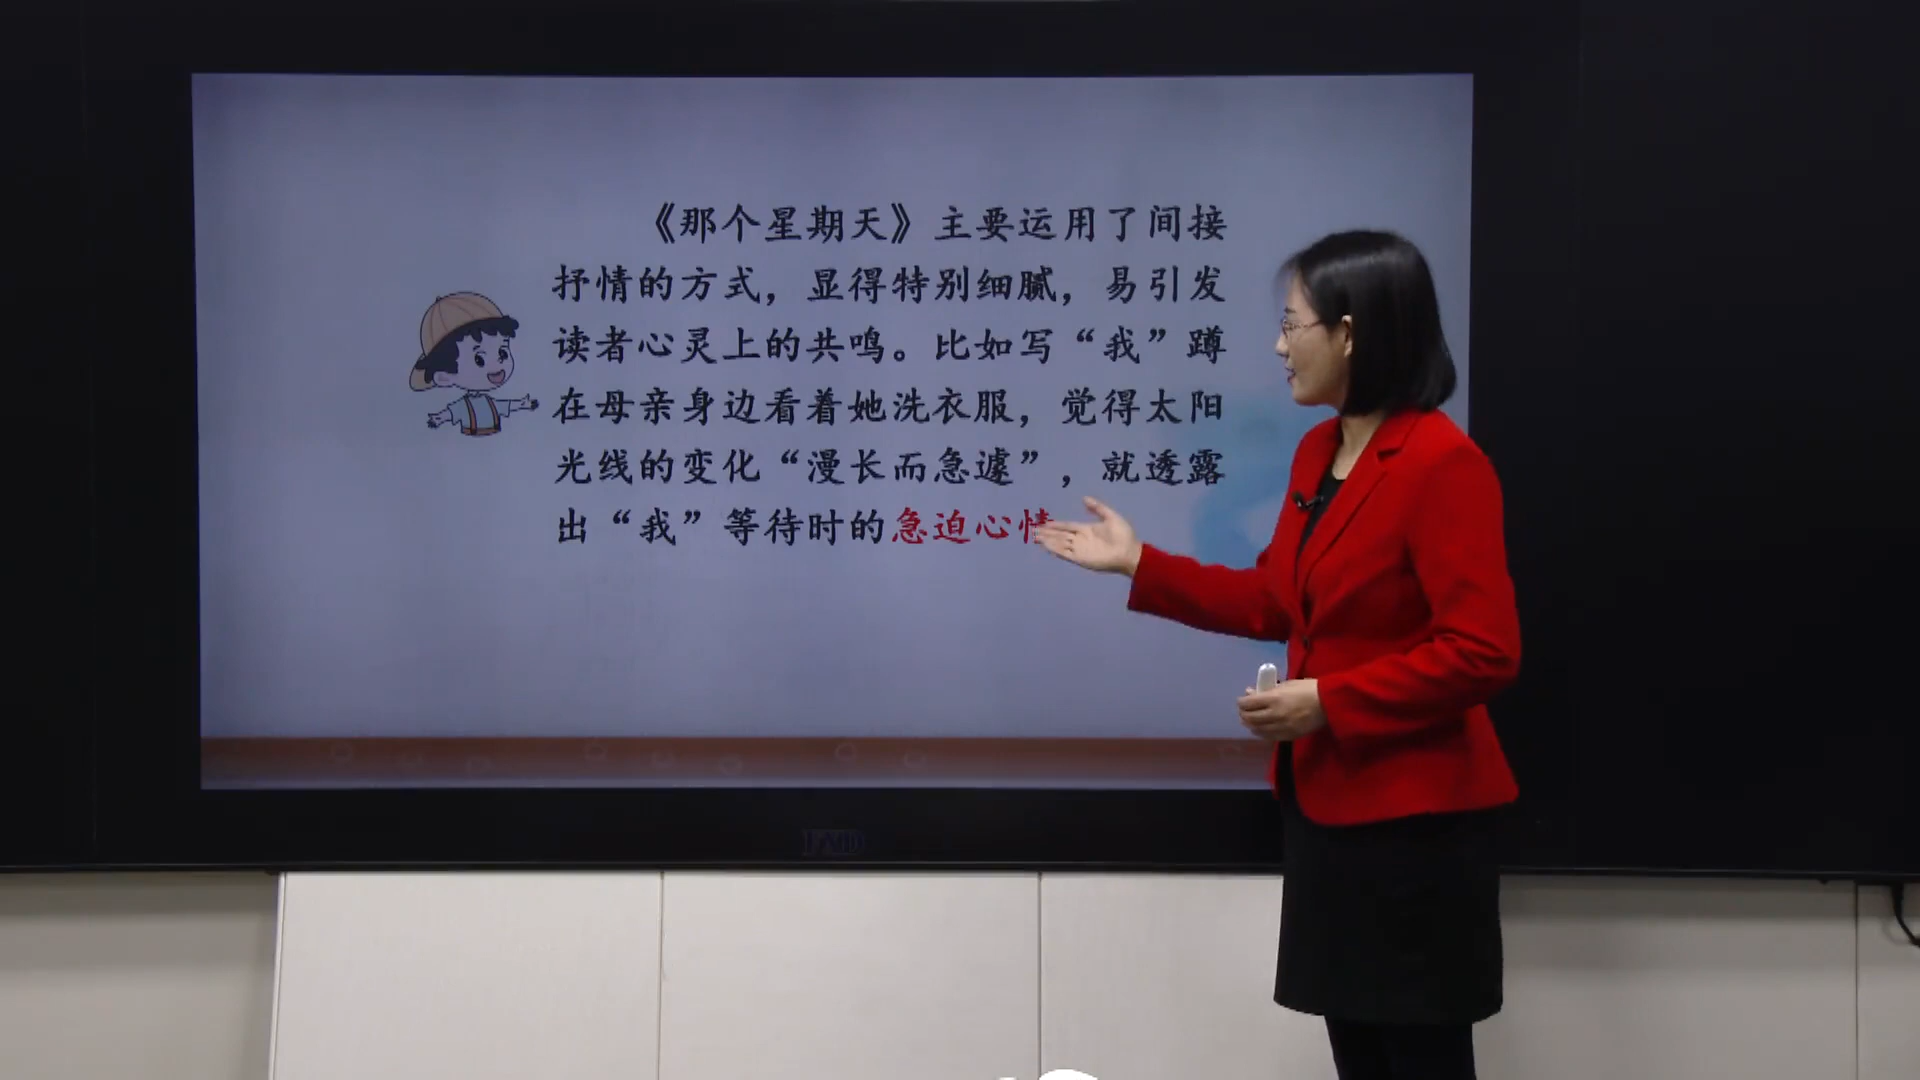 《那个星期天》主要运用了间接
抒情的方式，显得特别细腻，易引发
读者心灵上的共鸣。比如写“我”蹲
在母亲身边看着她洗衣服，觉得太阳
光线的变化“漫长而急遽”，就透露
出“我”等待时的急迫心情